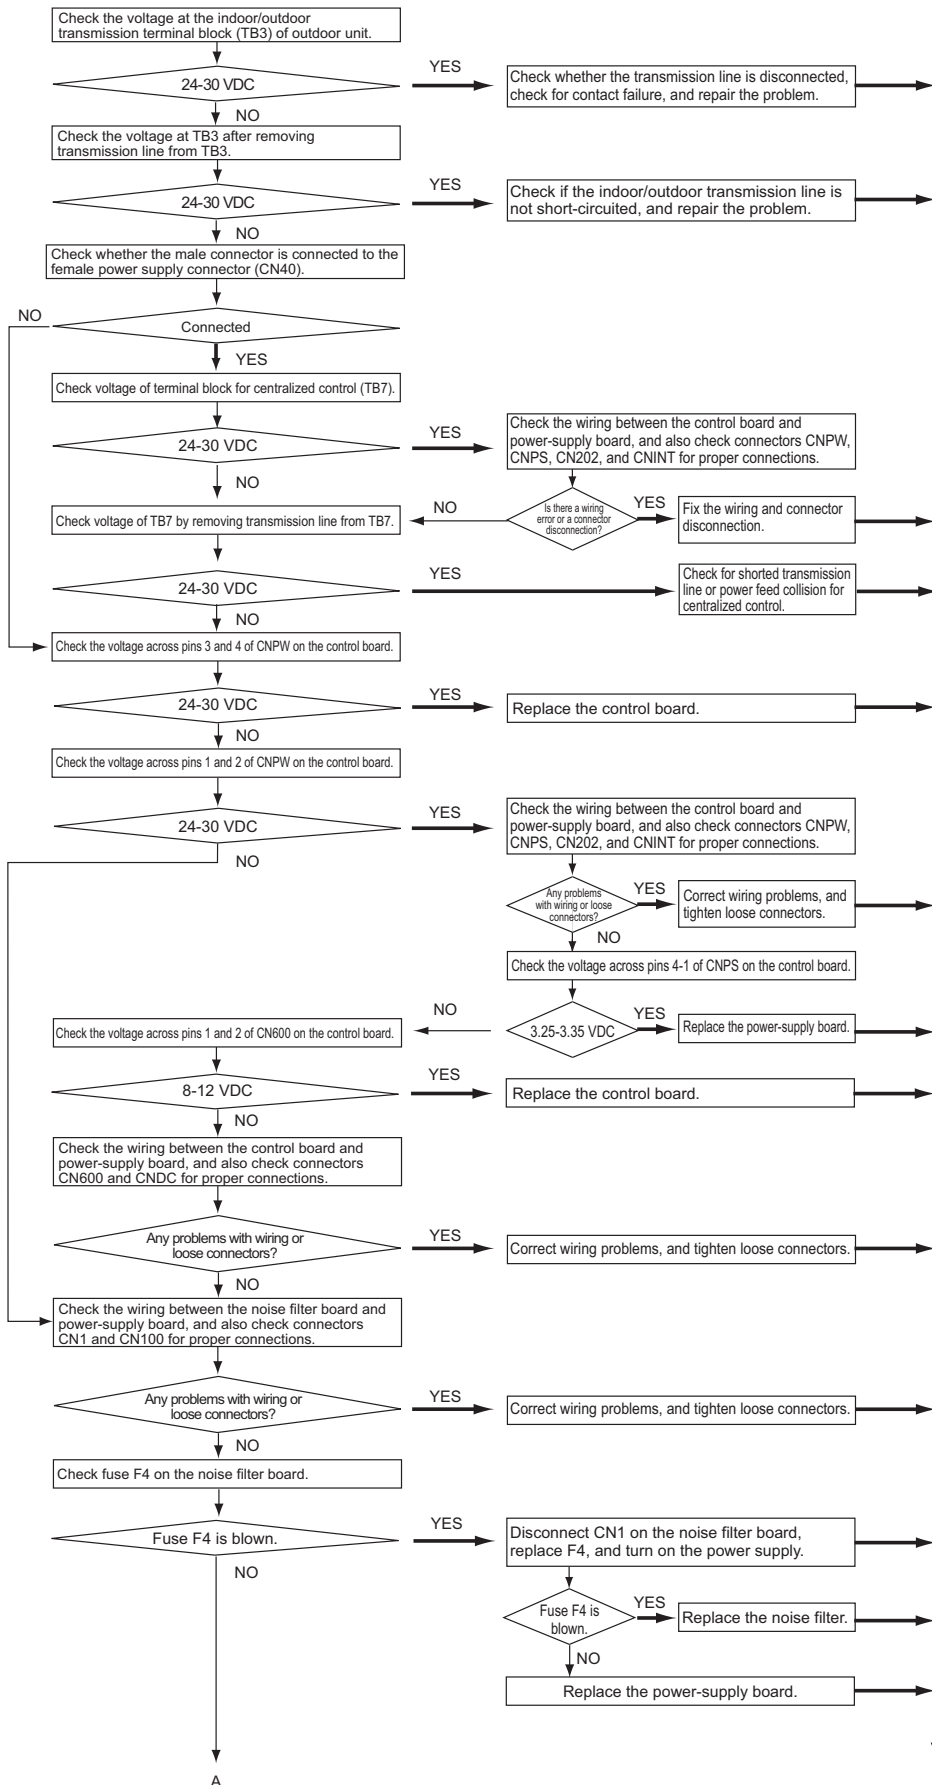 Check the voltage at the indoor/outdoor
transmission terminal block (TB3) of outdoor unit.
24-30 VDC
YES
Check whether the transmission line is disconnected,
check for contact failure, and repair the problem.
NO
Check the voltage at TB3 after removing
transmission line from TB3.
24-30 VDC
YES
Check if the indoor/outdoor transmission line is
not short-circuited, and repair the problem.
NO
Check whether the male connector is connected to the
female power supply connector (CN40).
NO
Connected
YES
Check voltage of terminal block for centralized control (TB7).
24-30 VDC
YES
Check the wiring between the control board and
power-supply board, and also check connectors CNPW,
CNPS, CN202, and CNINT for proper connections.
NO
Is there a wiring
error or a connector
disconnection?
YES
Fix the wiring and connector
disconnection.
NO
Check voltage of TB7 by removing transmission line from TB7.
24-30 VDC
YES
Check for shorted transmission
line or power feed collision for
centralized control.
NO
Check the voltage across pins 3 and 4 of CNPW on the control board.
24-30 VDC
YES
Replace the control board.
NO
Check the voltage across pins 1 and 2 of CNPW on the control board.
24-30 VDC
YES
Check the wiring between the control board and
power-supply board, and also check connectors CNPW,
CNPS, CN202, and CNINT for proper connections.
NO
Any problems
with wiring or loose
connectors?
YES
Correct wiring problems, and
tighten loose connectors.
NO
Check the voltage across pins 4-1 of CNPS on the control board.
3.25-3.35 VDC
YES
Replace the power-supply board.
NO
Check the voltage across pins 1 and 2 of CN600 on the control board.
8-12 VDC
YES
Replace the control board.
NO
Check the wiring between the control board and
power-supply board, and also check connectors
CN600 and CNDC for proper connections.
Any problems with wiring or
loose connectors?
YES
Correct wiring problems, and tighten loose connectors.
NO
Check the wiring between the noise filter board and
power-supply board, and also check connectors
CN1 and CN100 for proper connections.
Any problems with wiring or
loose connectors?
YES
Correct wiring problems, and tighten loose connectors.
NO
Check fuse F4 on the noise filter board.
Fuse F4 is blown.
YES
Disconnect CN1 on the noise filter board,
replace F4, and turn on the power supply.
NO
Fuse F4 is
blown.
YES
Replace the noise filter.
NO
Replace the power-supply board.
A